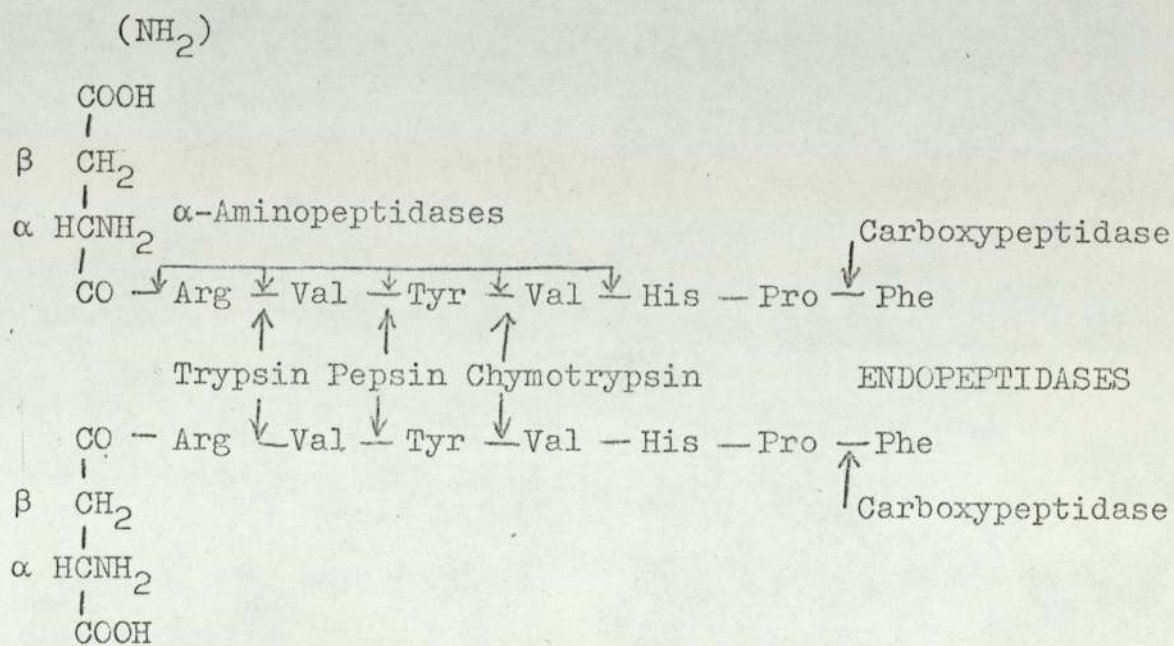 (NH₂)
COOH
β CH₂
α HCNH₂ α-Aminopeptidases
Carboxypeptidase
CO — Arg — Val — Tyr — Val — His — Pro — Phe
Trypsin Pepsin Chymotrypsin ENDOPEPTIDASES
CO — Arg — Val — Tyr — Val — His — Pro — Phe
β CH₂
Carboxypeptidase
α HCNH₂
COOH